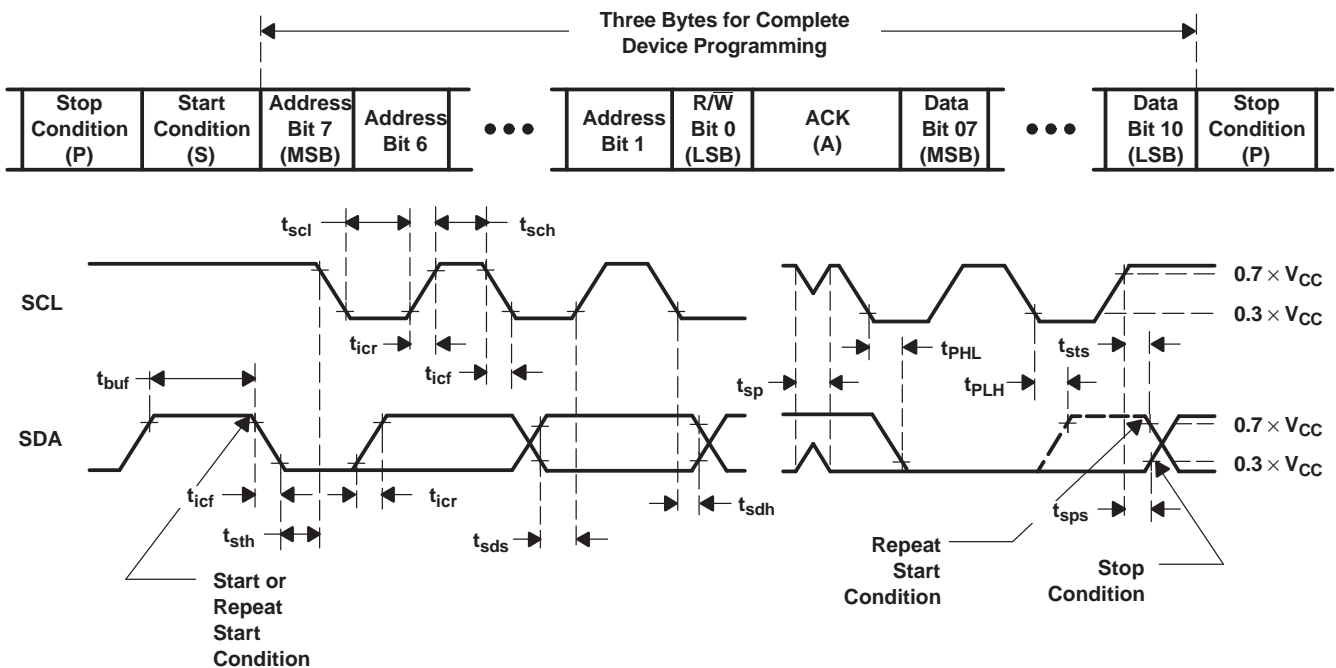 Three Bytes for Complete
Device Programming
Stop
Condition
(P)
Start
Condition
(S)
Address
Bit 7
(MSB)
Address
Bit 6
•••
Address
Bit 1
R/W̅
Bit 0
(LSB)
ACK
(A)
Data
Bit 07
(MSB)
•••
Data
Bit 10
(LSB)
Stop
Condition
(P)
tscl
tsch
SCL
0.7 × VCC
0.3 × VCC
ticr
tPHL
tsts
tbuf
ticf
tsp
tPLH
SDA
0.7 × VCC
0.3 × VCC
ticf
ticr
tsdh
tsps
tsth
tsds
Repeat
Start
Condition
Stop
Condition
Start or
Repeat
Start
Condition